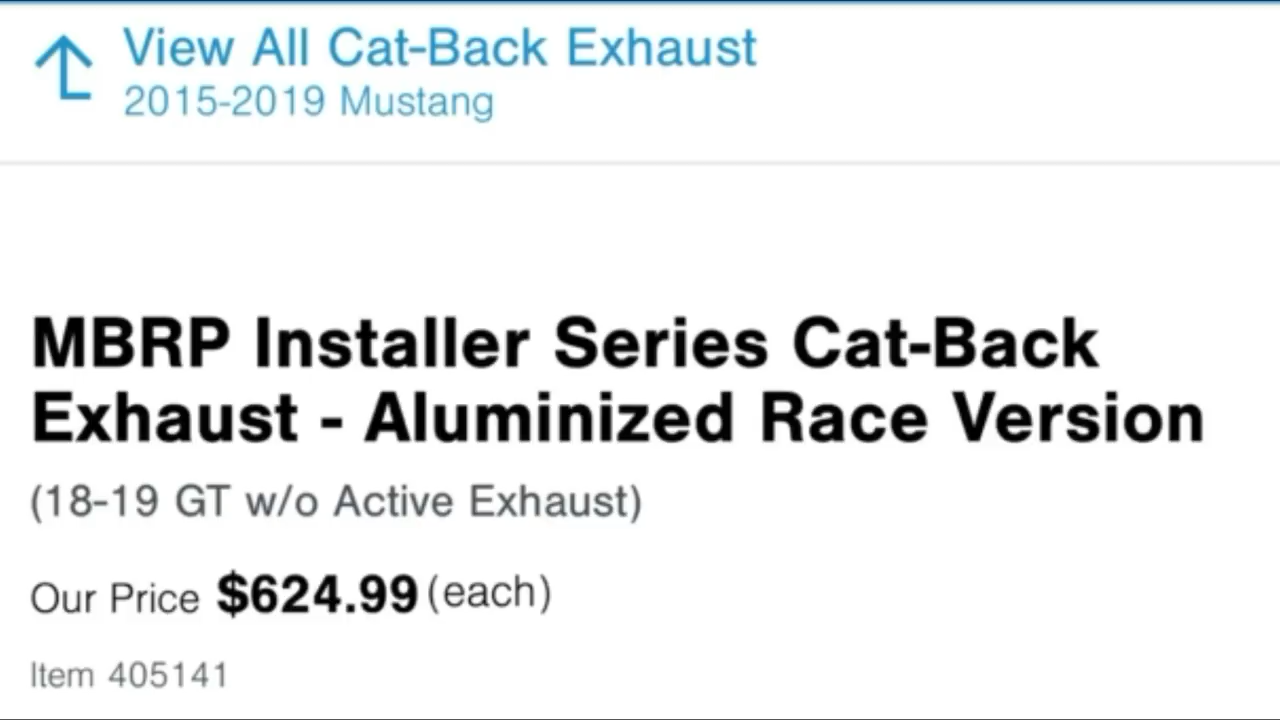 View All Cat-Back Exhaust
2015-2019 Mustang
MBRP Installer Series Cat-Back
Exhaust - Aluminized Race Version
(18-19 GT w/o Active Exhaust)
Our Price $624.99 (each)
Item 405141